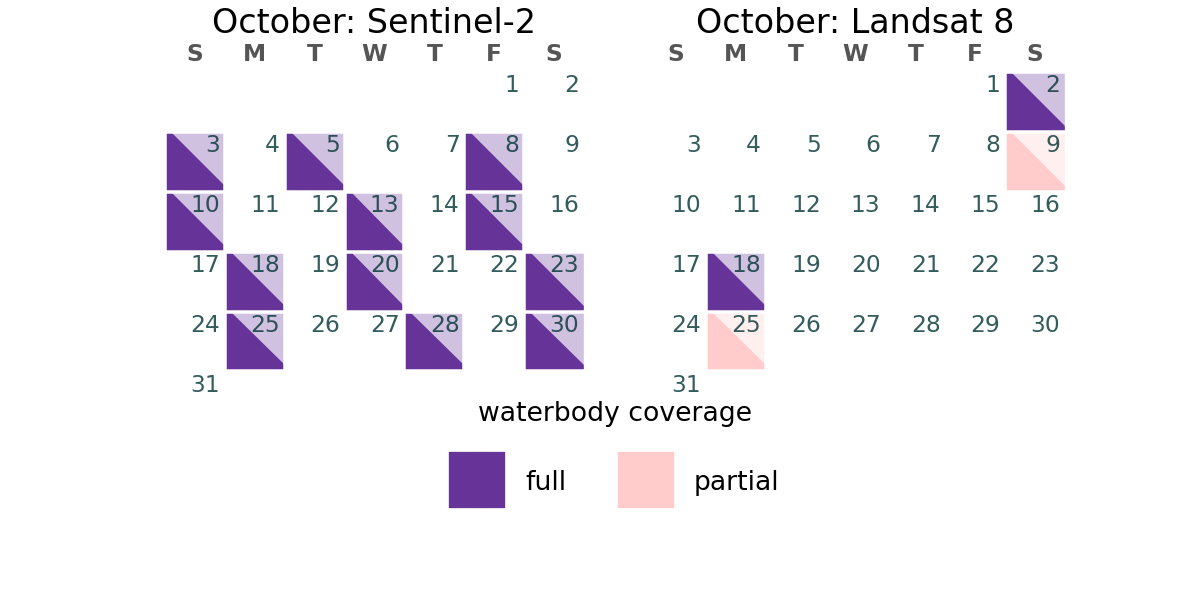 October: Sentinel-2
S M T W T F S
1 2
3 4 5 6 7 8 9
10 11 12 13 14 15 16
17 18 19 20 21 22 23
24 25 26 27 28 29 30
31
October: Landsat 8
S M T W T F S
1 2
3 4 5 6 7 8 9
10 11 12 13 14 15 16
17 18 19 20 21 22 23
24 25 26 27 28 29 30
31
waterbody coverage
full partial